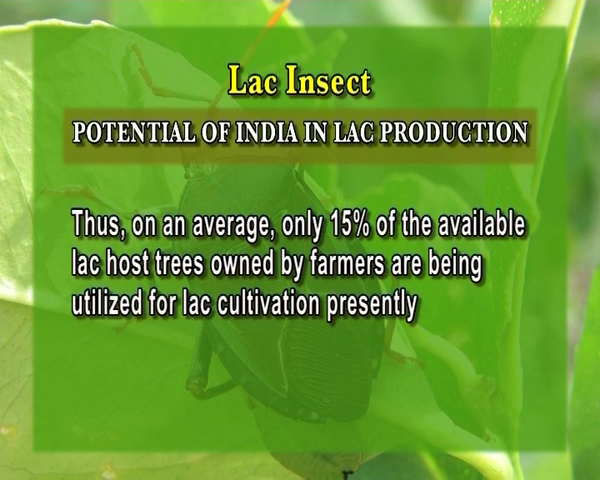 Lac Insect
POTENTIAL OF INDIA IN LAC PRODUCTION
Thus, on an average, only 15% of the available
lac host trees owned by farmers are being
utilized for lac cultivation presently